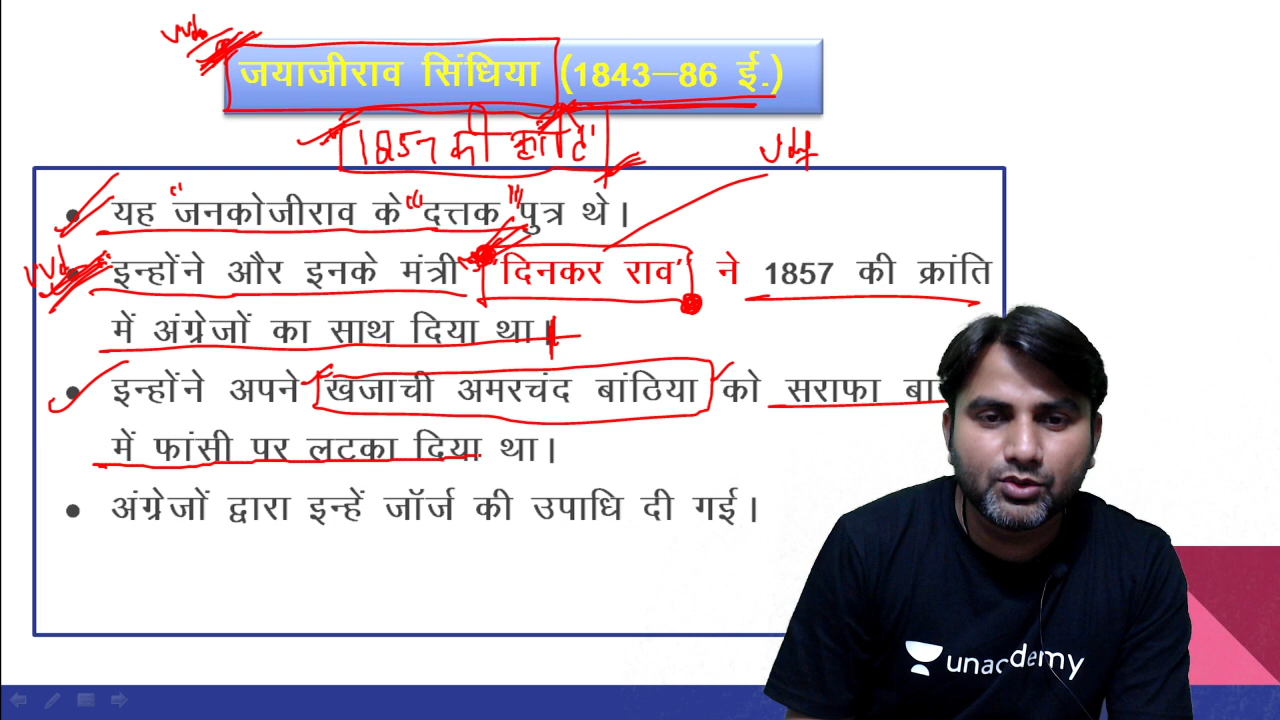 जयाजीराव सिंधिया (1843–86 ई.)
1857 की क्रांति
यह "जनकोजीराव के "दत्तक" पुत्र थे।
इन्होंने और इनके मंत्री "दिनकर राव" ने 1857 की क्रांति
में अंग्रेजों का साथ दिया था।
इन्होंने अपने खजाची अमरचंद बांठिया को सराफा
में फांसी पर लटका दिया था।
अंग्रेजों द्वारा इन्हें जॉर्ज की उपाधि दी गई।
unacademy